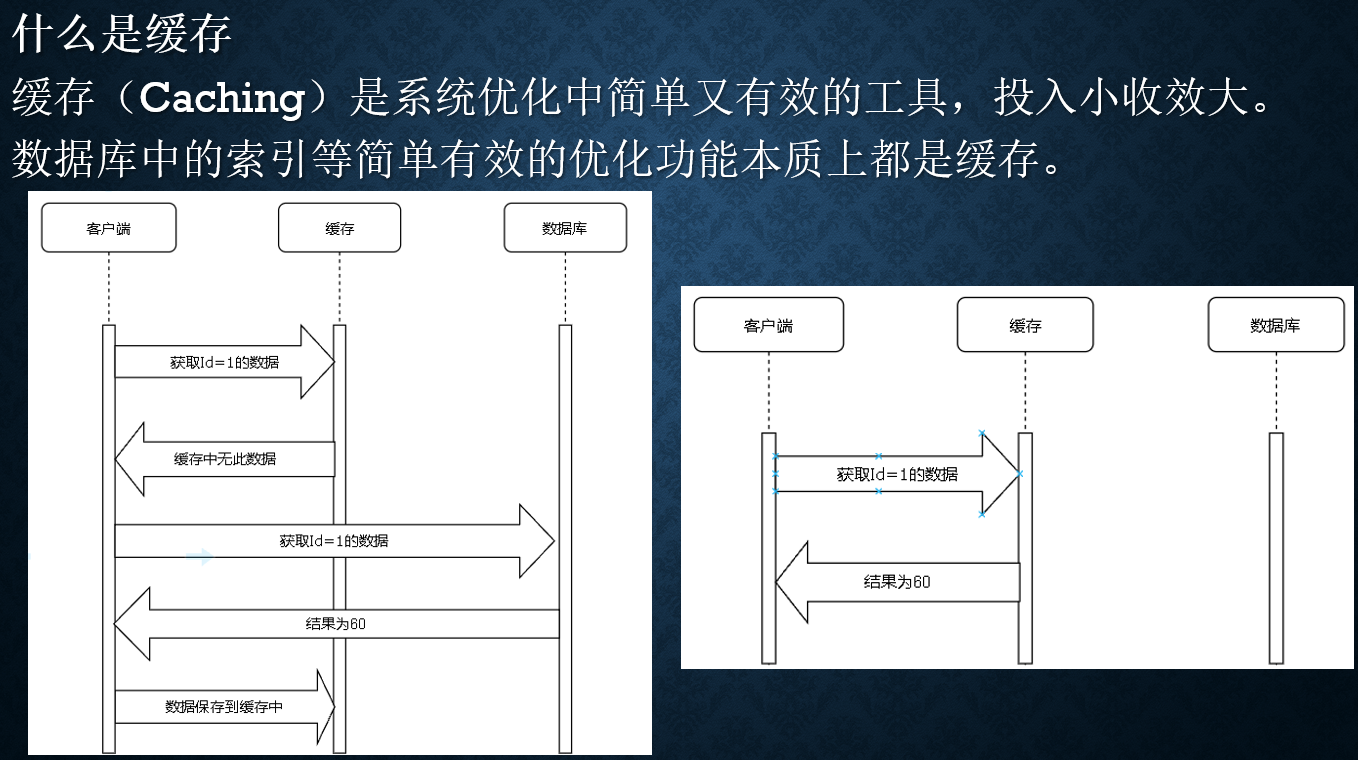 什么是缓存
缓存（Caching）是系统优化中简单又有效的工具，投入小收效大。
数据库中的索引等简单有效的优化功能本质上都是缓存。
客户端
缓存
数据库
获取Id=1的数据
缓存中无此数据
获取Id=1的数据
结果为60
数据保存到缓存中
客户端
缓存
数据库
获取Id=1的数据
结果为60